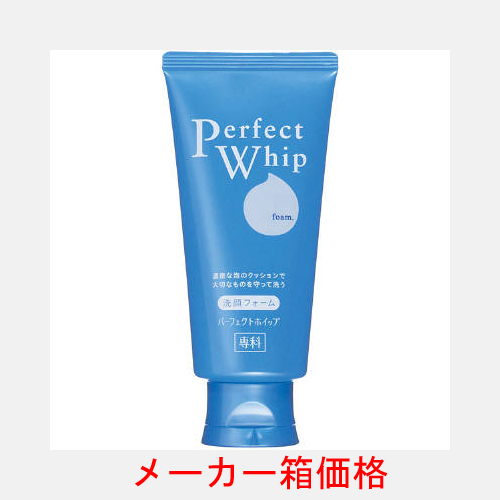 Perfect
Whip
foam.
濃密な泡のクッションで
大切なものを守って洗う
洗顔フォーム
パーフェクトホイップ
専科
メーカー箱価格